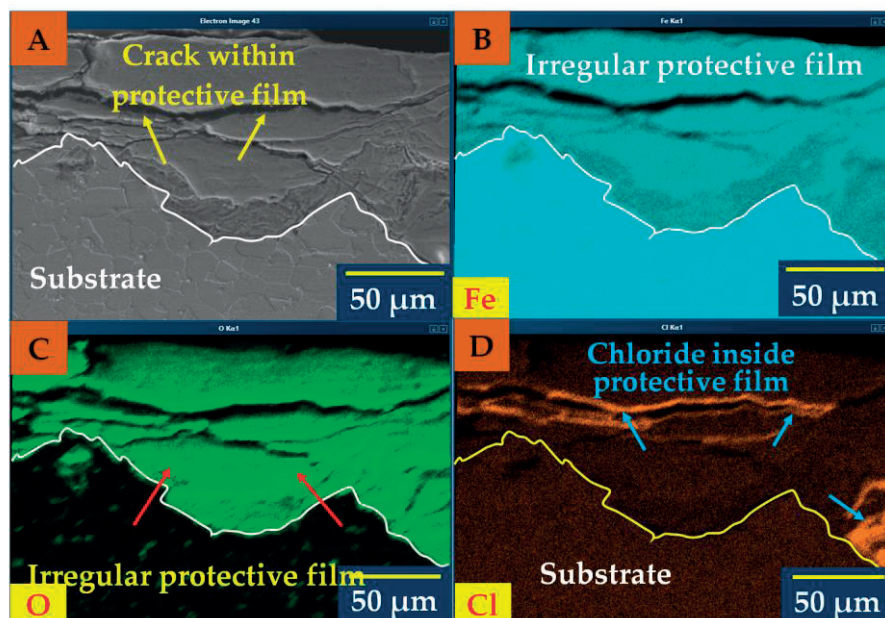 Electron Image 43
A
Crack within
protective film
Substrate
50 μm
Fe Kα1
B
Irregular protective film
Fe
50 μm
O Kα1
C
Irregular protective film
O
50 μm
Cl Kα1
D
Chloride inside
protective film
Substrate
Cl
50 μm